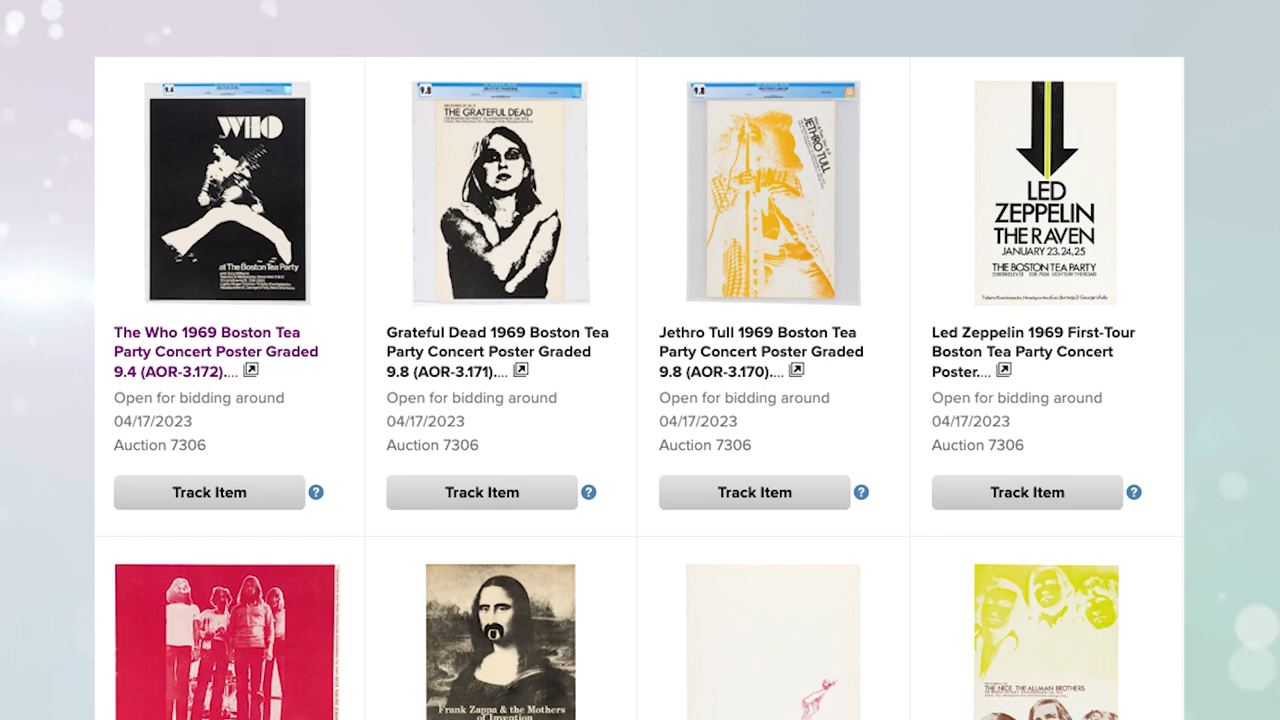 9.4
WHO
at The Boston Tea Party
9.8
THE GRATEFUL DEAD
9.8
JETHRO TULL
LED
ZEPPELIN
THE RAVEN
JANUARY 23,24,25
THE BOSTON TEA PARTY
The Who 1969 Boston Tea
Party Concert Poster Graded
9.4 (AOR-3.172)....
Open for bidding around
04/17/2023
Auction 7306
Track Item ?
Grateful Dead 1969 Boston Tea
Party Concert Poster Graded
9.8 (AOR-3.171)....
Open for bidding around
04/17/2023
Auction 7306
Track Item ?
Jethro Tull 1969 Boston Tea
Party Concert Poster Graded
9.8 (AOR-3.170)....
Open for bidding around
04/17/2023
Auction 7306
Track Item ?
Led Zeppelin 1969 First-Tour
Boston Tea Party Concert
Poster....
Open for bidding around
04/17/2023
Auction 7306
Track Item ?
Frank Zappa & the Mothers
of Invention
THE NICE, THE ALLMAN BROTHERS